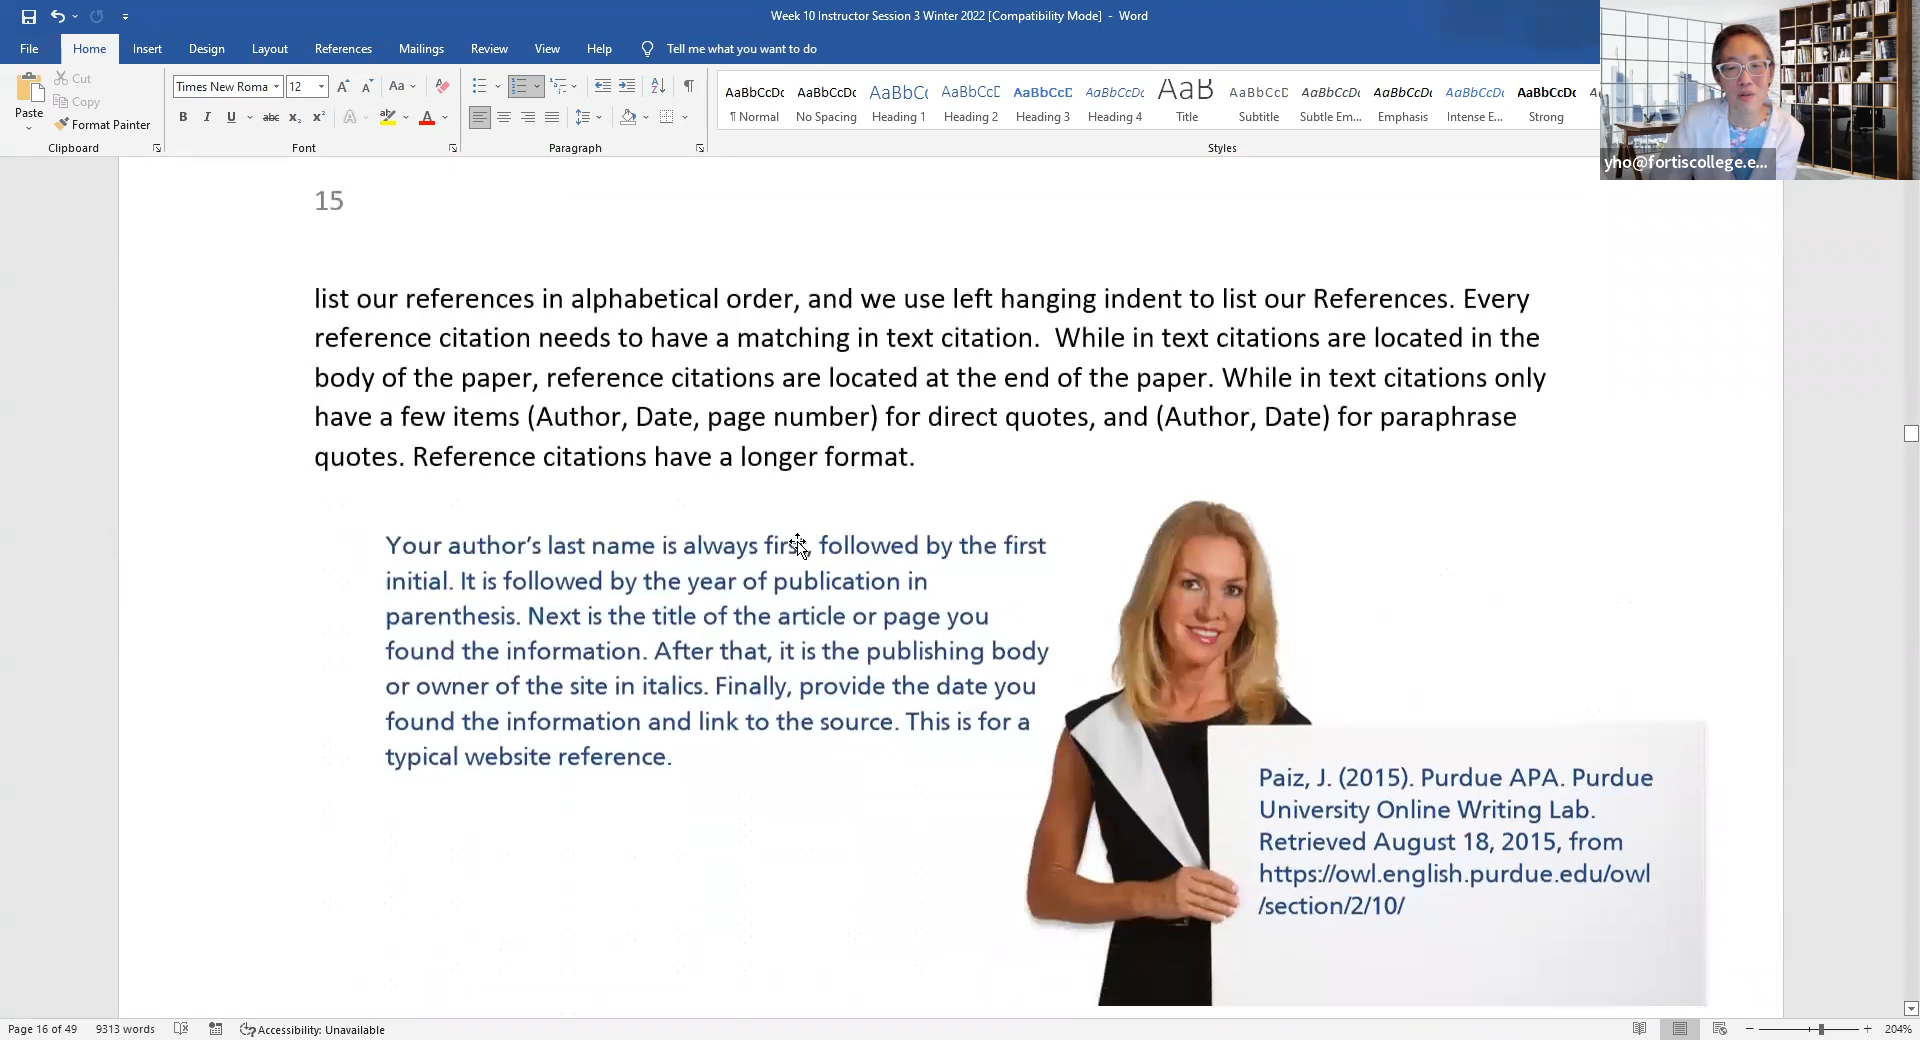 Week 10 Instructor Session 3 Winter 2022 [Compatibility Mode] - Word
File Home Insert Design Layout References Mailings Review View Help Tell me what you want to do
Paste
Cut
Copy
Format Painter
Clipboard
Times New Roma 12
Aa
B I U abc x₂ x² A A
Font
Paragraph
AaBbCcDc AaBbCcDc AaBbC AaBbCcD AaBbCcD AaBbCcDc AaB AaBbCcD AaBbCcDc AaBbCcDc AaBbCcDc AaBbCcDc
¶ Normal No Spacing Heading 1 Heading 2 Heading 3 Heading 4 Title Subtitle Subtle Em... Emphasis Intense E... Strong
Styles
yho@fortiscollege.e...
15
list our references in alphabetical order, and we use left hanging indent to list our References. Every
reference citation needs to have a matching in text citation.  While in text citations are located in the
body of the paper, reference citations are located at the end of the paper. While in text citations only
have a few items (Author, Date, page number) for direct quotes, and (Author, Date) for paraphrase
quotes. Reference citations have a longer format.
Your author's last name is always first, followed by the first
initial. It is followed by the year of publication in
parenthesis. Next is the title of the article or page you
found the information. After that, it is the publishing body
or owner of the site in italics. Finally, provide the date you
found the information and link to the source. This is for a
typical website reference.
Paiz, J. (2015). Purdue APA. Purdue
University Online Writing Lab.
Retrieved August 18, 2015, from
https://owl.english.purdue.edu/owl
/section/2/10/
Page 16 of 49 9313 words Accessibility: Unavailable 204%